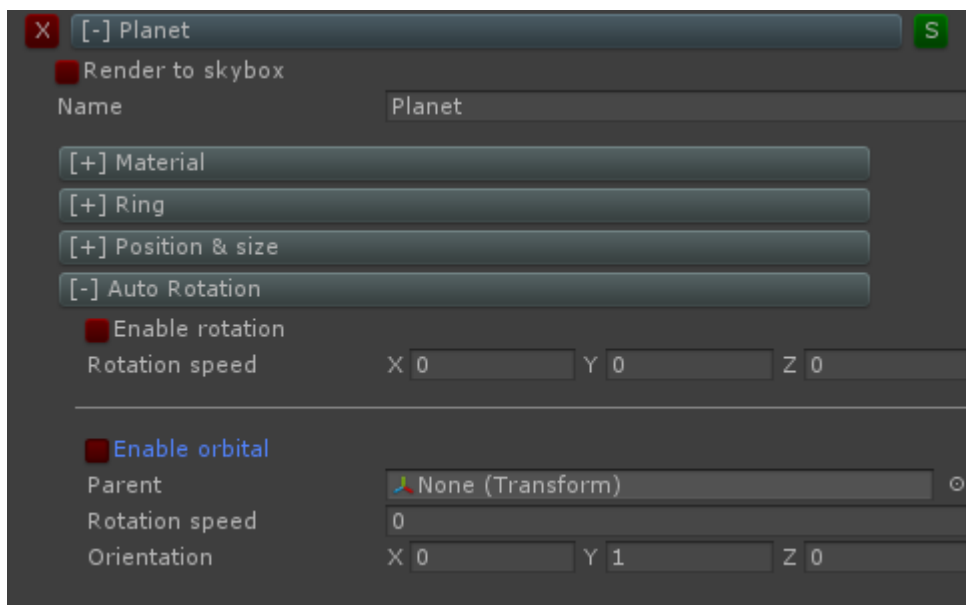 X [-] Planet S
Render to skybox
Name Planet
[+] Material
[+] Ring
[+] Position & size
[-] Auto Rotation
Enable rotation
Rotation speed X 0 Y 0 Z 0
Enable orbital
Parent None (Transform)
Rotation speed 0
Orientation X 0 Y 1 Z 0